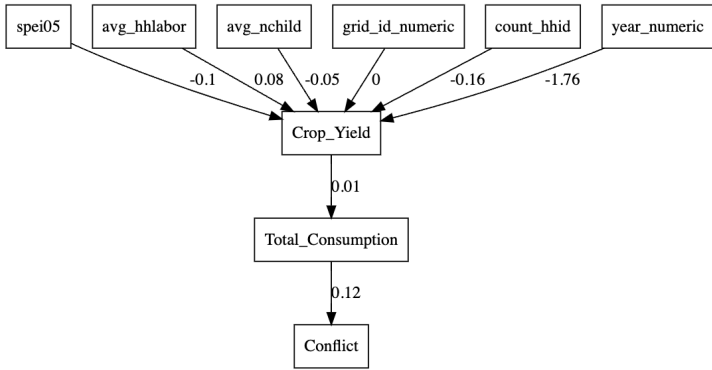 spei05
avg_hhlabor
avg_nchild
grid_id_numeric
count_hhid
year_numeric
-0.1
0.08
-0.05
0
-0.16
-1.76
Crop_Yield
0.01
Total_Consumption
0.12
Conflict